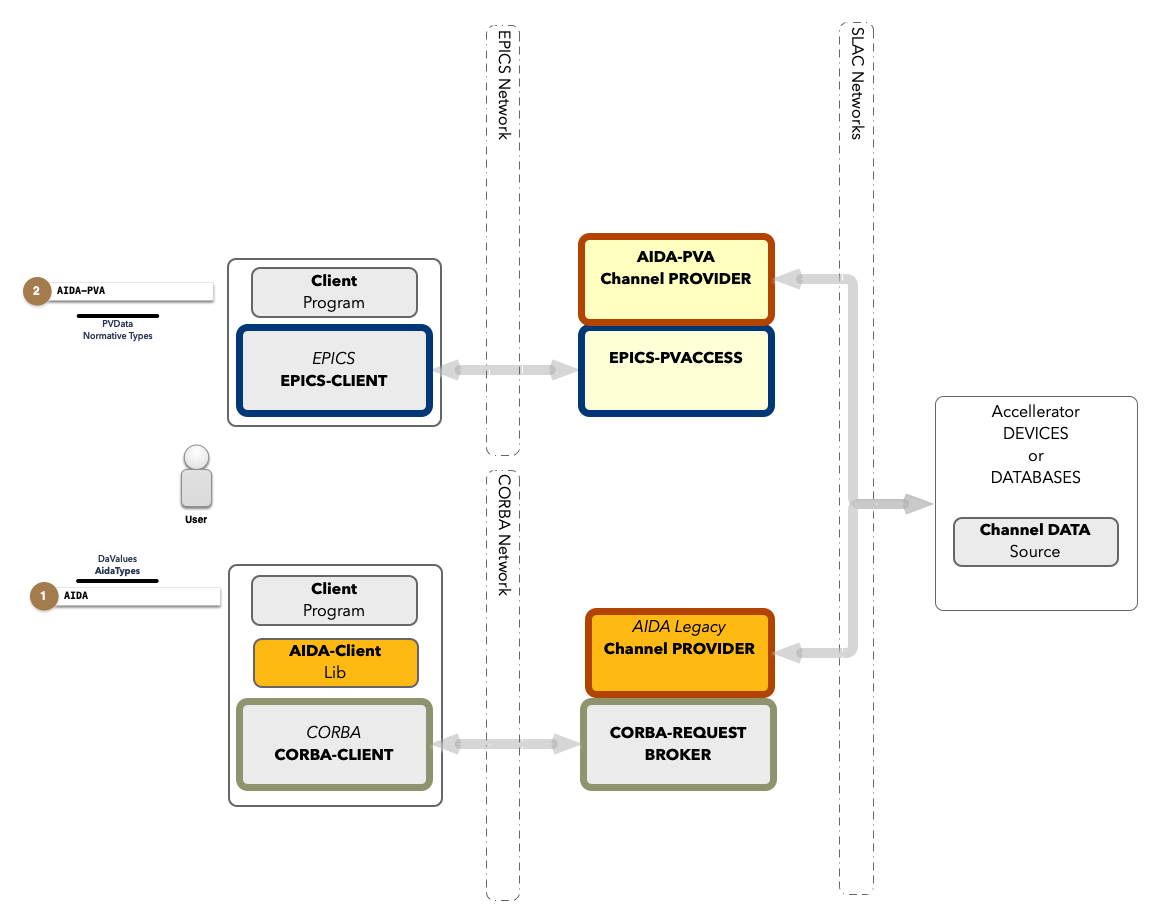 EPICS Network
SLAC Networks
AIDA-PVA
Channel PROVIDER
EPICS-PVACCESS
2
AIDA-PVA
PVData
Normative Types
Client
Program
EPICS
EPICS-CLIENT
User
Accellerator
DEVICES
or
DATABASES
Channel DATA
Source
CORBA Network
DaValues
AidaTypes
1
AIDA
Client
Program
AIDA-Client
Lib
CORBA
CORBA-CLIENT
AIDA Legacy
Channel PROVIDER
CORBA-REQUEST
BROKER